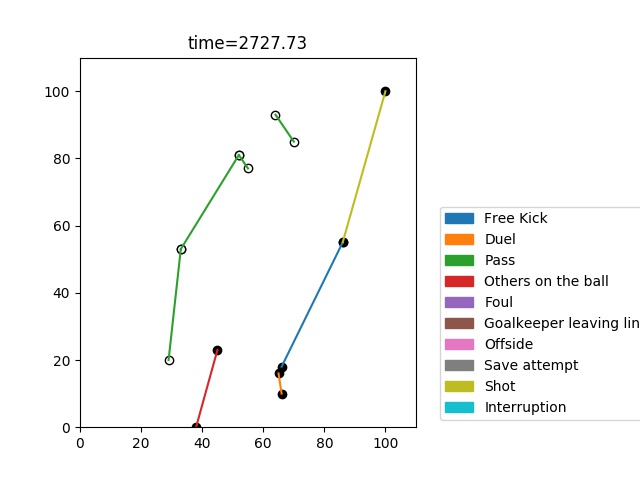 time=2727.73
100
80
60
40
20
0
0 20 40 60 80 100
Free Kick
Duel
Pass
Others on the ball
Foul
Goalkeeper leaving lin
Offside
Save attempt
Shot
Interruption